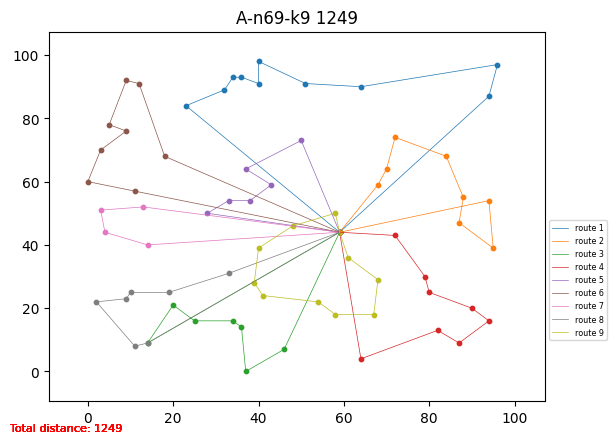 A-n69-k9 1249
100
80
60
40
20
0
0 20 40 60 80 100
route 1
route 2
route 3
route 4
route 5
route 6
route 7
route 8
route 9
Total distance: 1249